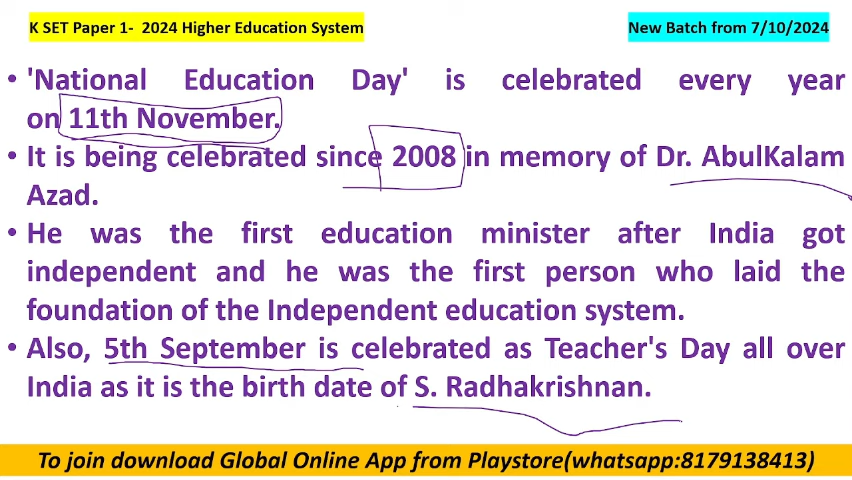 K SET Paper 1-  2024 Higher Education System
New Batch from 7/10/2024
• 'National Education Day' is celebrated every year
on 11th November.
• It is being celebrated since 2008 in memory of Dr. AbulKalam
Azad.
• He was the first education minister after India got
independent and he was the first person who laid the
foundation of the Independent education system.
• Also, 5th September is celebrated as Teacher's Day all over
India as it is the birth date of S. Radhakrishnan.
To join download Global Online App from Playstore(whatsapp:8179138413)